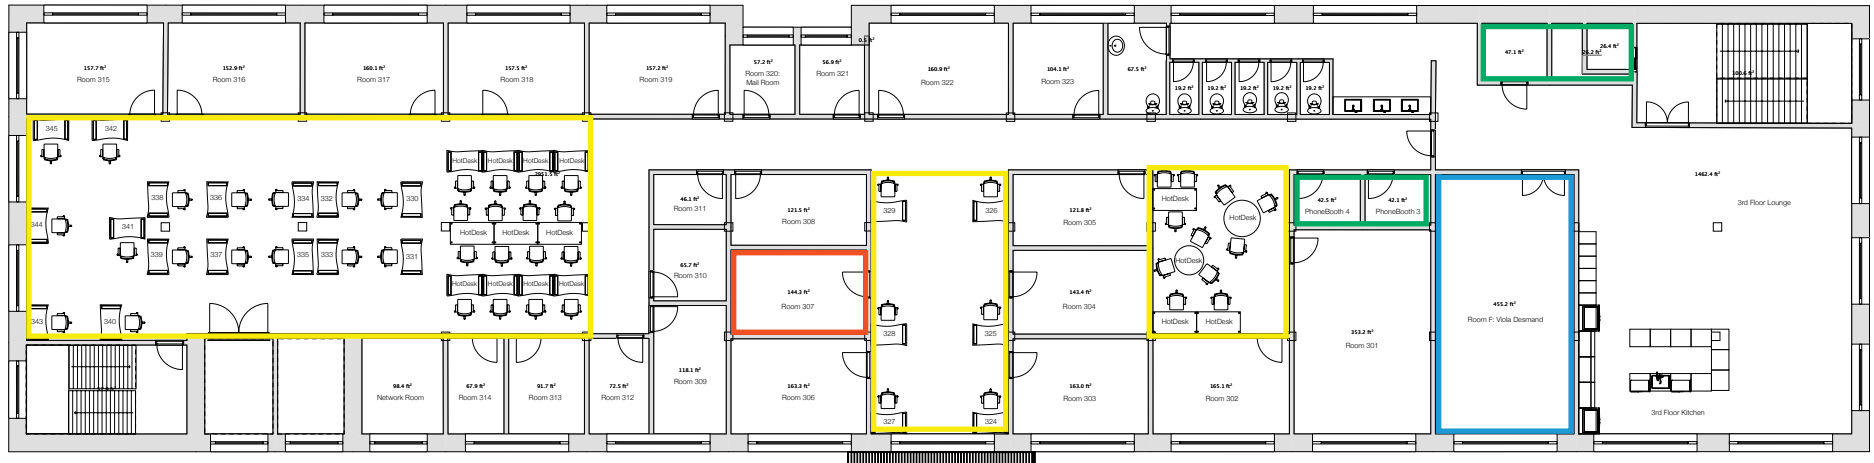 157.7 ft²
Room 315
152.9 ft²
Room 316
160.1 ft²
Room 317
157.5 ft²
Room 318
157.2 ft²
Room 319
57.2 ft²
Room 320:
Mail Room
56.9 ft²
Room 321
160.9 ft²
Room 322
104.1 ft²
Room 323
67.5 ft²
19.2 ft²
19.2 ft²
19.2 ft²
19.2 ft²
19.2 ft²
47.1 ft²
26.4 ft²
345
342
338
336
334
332
330
344
341
339
337
335
333
331
343
340
HotDesk
HotDesk
HotDesk
HotDesk
HotDesk
HotDesk
HotDesk
HotDesk
HotDesk
HotDesk
HotDesk
46.1 ft²
Room 311
65.7 ft²
Room 310
118.1 ft²
Room 309
121.5 ft²
Room 308
144.3 ft²
Room 307
163.3 ft²
Room 306
329
326
328
325
327
324
121.8 ft²
Room 305
143.4 ft²
Room 304
163.0 ft²
Room 303
HotDesk
HotDesk
HotDesk
HotDesk
HotDesk
165.1 ft²
Room 302
42.5 ft²
PhoneBooth 4
42.1 ft²
PhoneBooth 3
353.2 ft²
Room 301
455.2 ft²
Room F: Viola Desmand
1462.4 ft²
3rd Floor Lounge
3rd Floor Kitchen
98.4 ft²
Network Room
67.9 ft²
Room 314
91.7 ft²
Room 313
72.5 ft²
Room 312